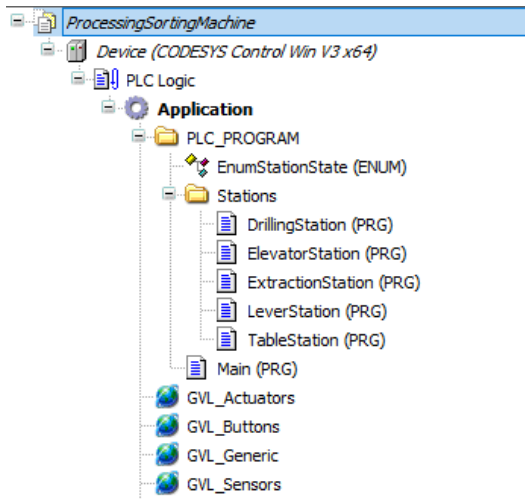 ProcessingSortingMachine
Device (CODESYS Control Win V3 x64)
PLC Logic
Application
PLC_PROGRAM
EnumStationState (ENUM)
Stations
DrillingStation (PRG)
ElevatorStation (PRG)
ExtractionStation (PRG)
LeverStation (PRG)
TableStation (PRG)
Main (PRG)
GVL_Actuators
GVL_Buttons
GVL_Generic
GVL_Sensors